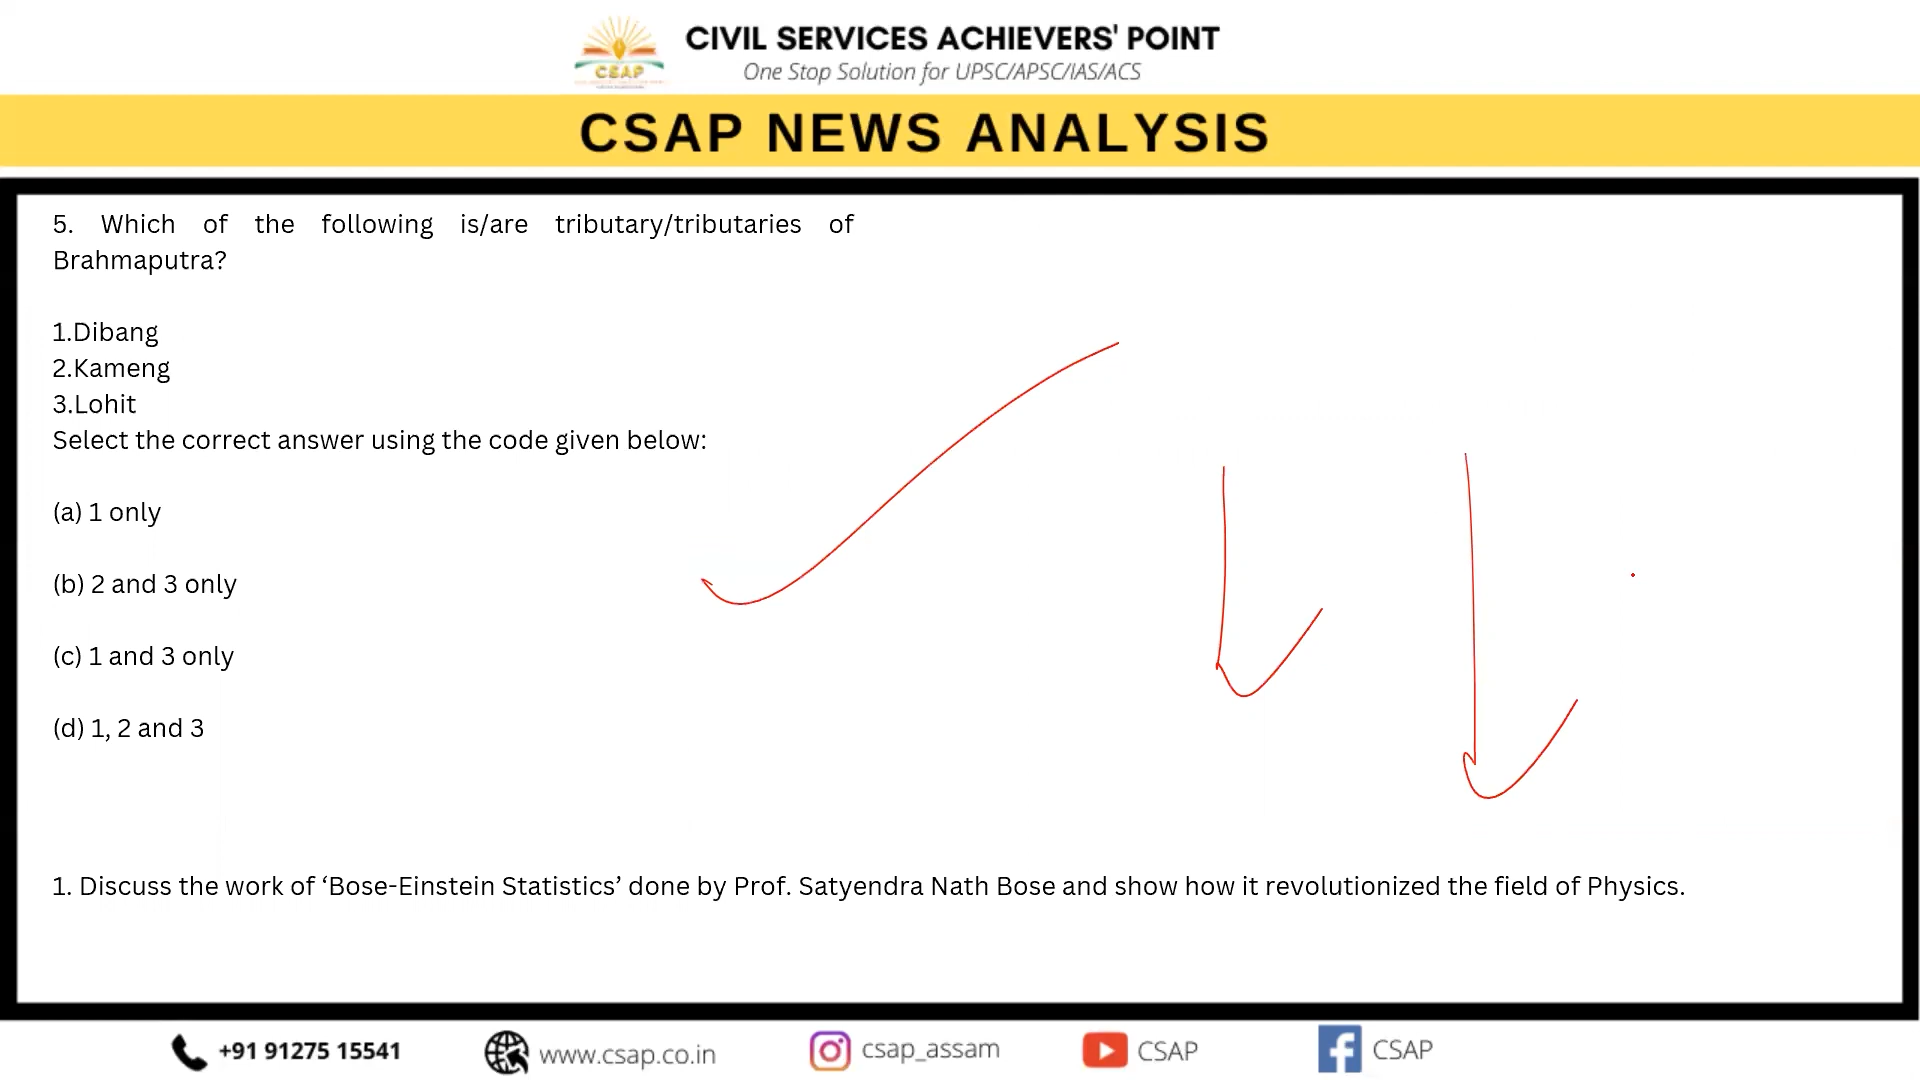 CIVIL SERVICES ACHIEVERS' POINT
One Stop Solution for UPSC/APSC/IAS/ACS
CSAP
CSAP NEWS ANALYSIS
5. Which of the following is/are tributary/tributaries of
Brahmaputra?
1.Dibang
2.Kameng
3.Lohit
Select the correct answer using the code given below:
(a) 1 only
(b) 2 and 3 only
(c) 1 and 3 only
(d) 1, 2 and 3
1. Discuss the work of ‘Bose-Einstein Statistics’ done by Prof. Satyendra Nath Bose and show how it revolutionized the field of Physics.
+91 91275 15541
www.csap.co.in
csap_assam
CSAP
CSAP